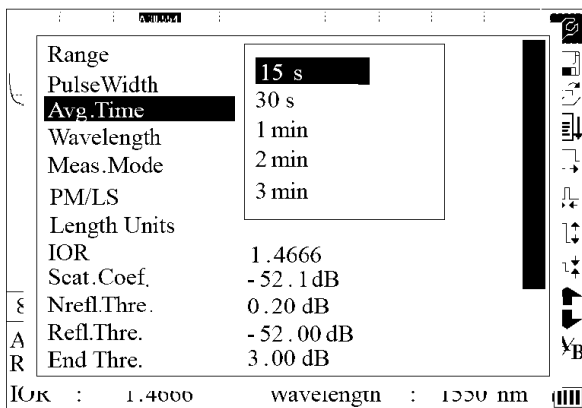 Range
PulseWidth
Avg.Time
Wavelength
Meas.Mode
PM/LS
Length Units
IOR 1.4666
Scat.Coef. -52.1dB
Nrefl.Thre. 0.20 dB
Refl.Thre. -52.00dB
End Thre. 3.00 dB
15 s
30 s
1 min
2 min
3 min
A
R
IOR : 1.4666 Wavelength : 1550 nm